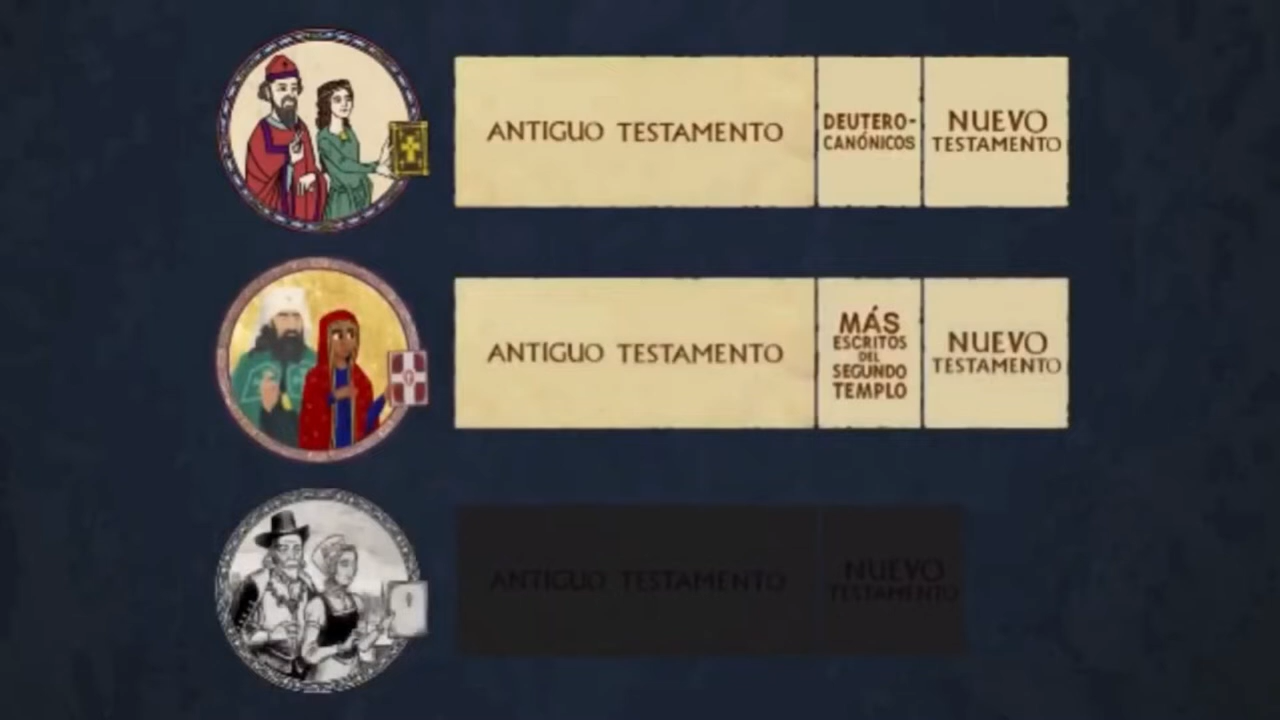 ANTIGUO TESTAMENTO
DEUTERO-
CANÓNICOS
NUEVO
TESTAMENTO
ANTIGUO TESTAMENTO
MÁS
ESCRITOS
DEL
SEGUNDO
TEMPLO
NUEVO
TESTAMENTO
ANTIGUO TESTAMENTO
NUEVO
TESTAMENTO